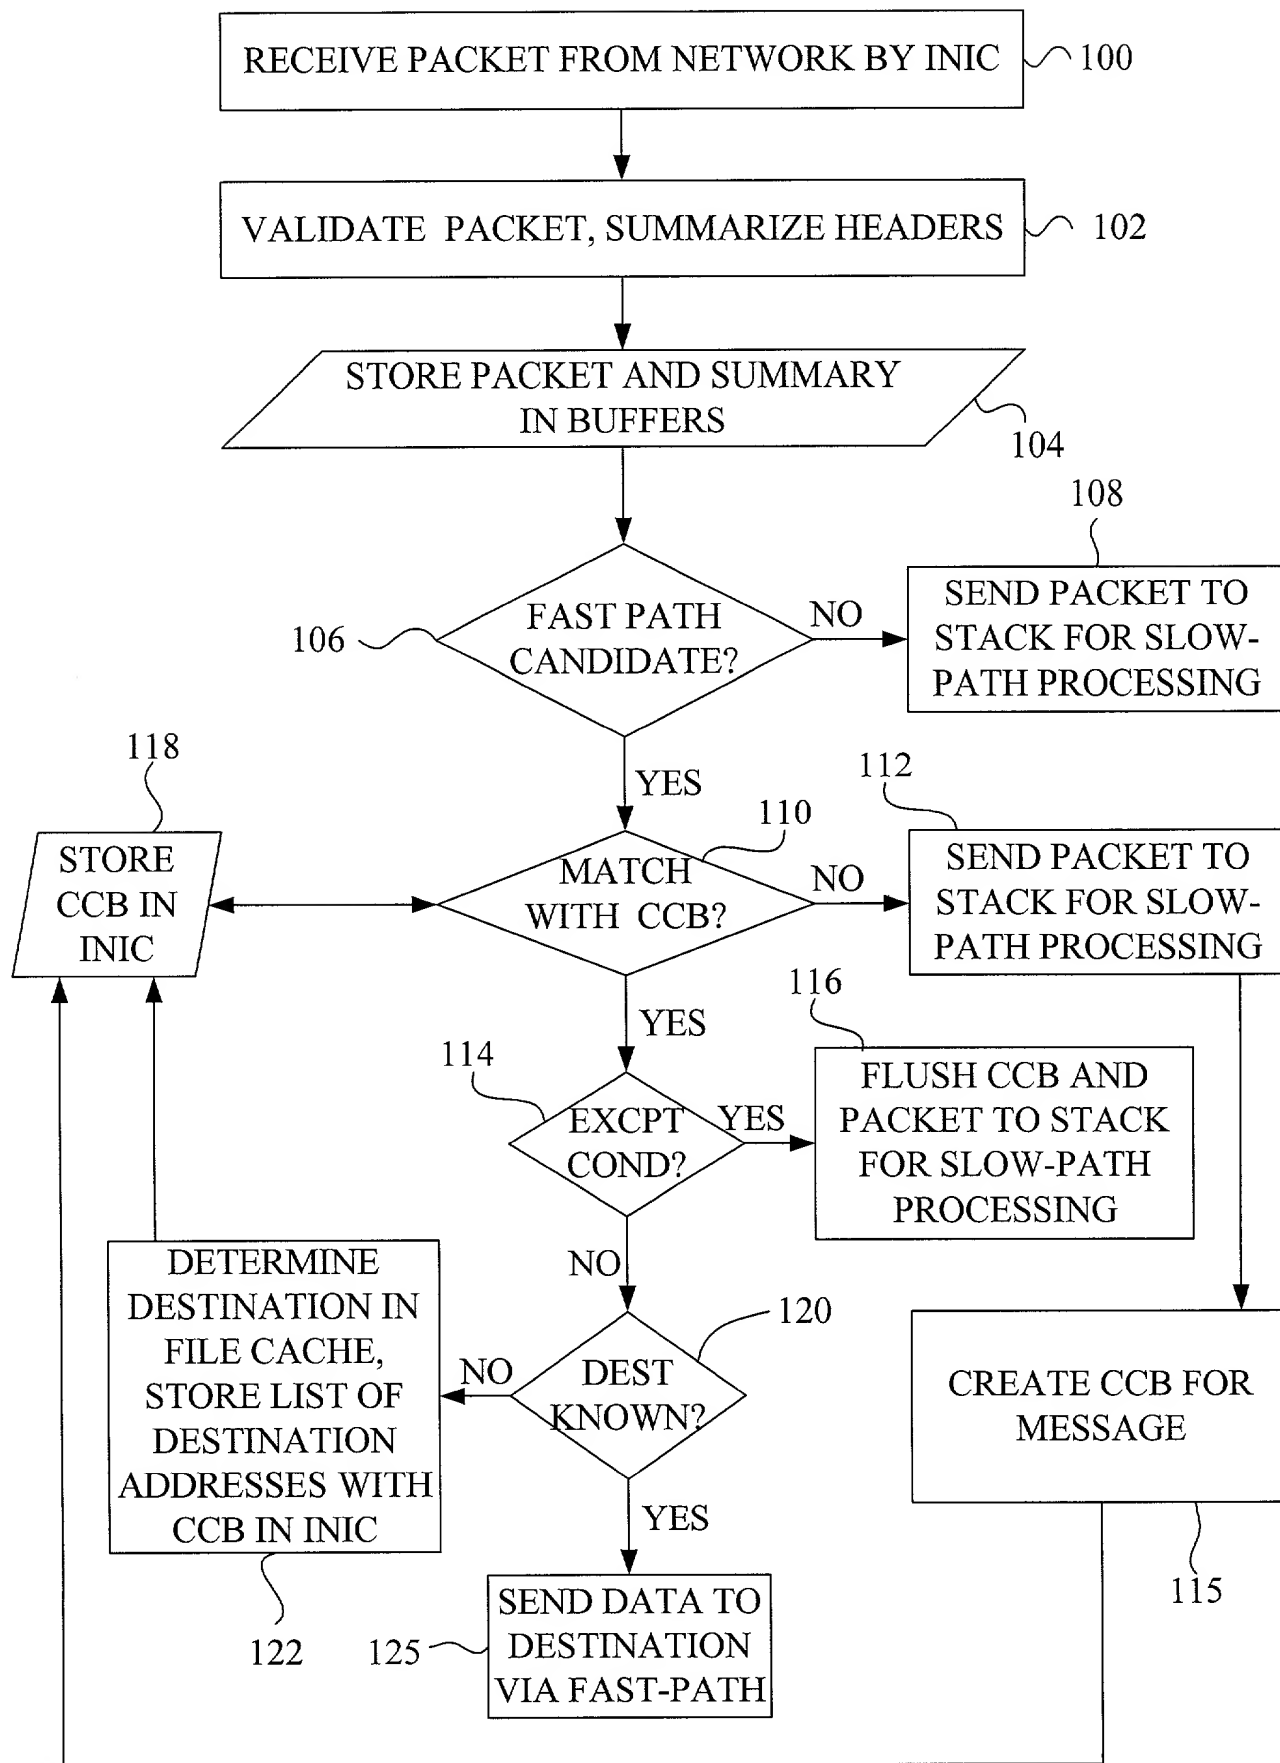 RECEIVE PACKET FROM NETWORK BY INIC
100
VALIDATE PACKET, SUMMARIZE HEADERS
102
STORE PACKET AND SUMMARY
IN BUFFERS
104
108
FAST PATH
CANDIDATE?
106
NO
SEND PACKET TO
STACK FOR SLOW-
PATH PROCESSING
YES
118
STORE
CCB IN
INIC
110
MATCH
WITH CCB?
NO
112
SEND PACKET TO
STACK FOR SLOW-
PATH PROCESSING
YES
114
EXCPT
COND?
YES
116
FLUSH CCB AND
PACKET TO STACK
FOR SLOW-PATH
PROCESSING
NO
120
DEST
KNOWN?
NO
DETERMINE
DESTINATION IN
FILE CACHE,
STORE LIST OF
DESTINATION
ADDRESSES WITH
CCB IN INIC
122
CREATE CCB FOR
MESSAGE
115
YES
SEND DATA TO
DESTINATION
VIA FAST-PATH
125